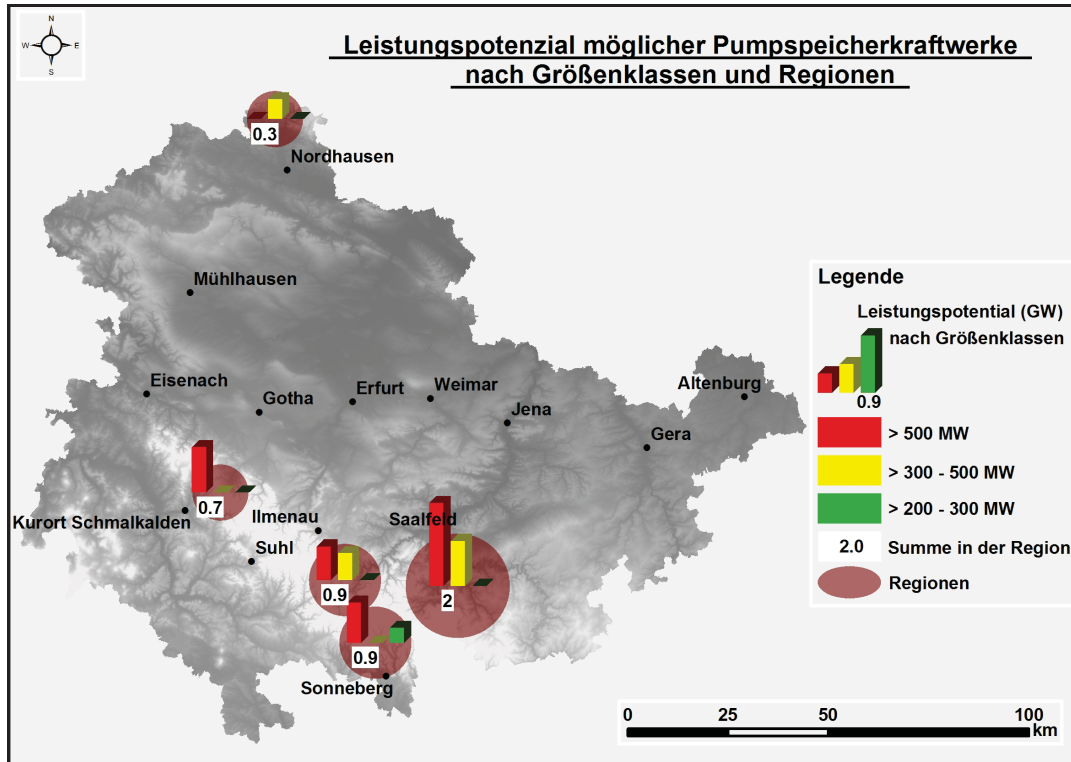 N
W E
S
Leistungspotenzial möglicher Pumpspeicherkraftwerke
nach Größenklassen und Regionen
0.3
Nordhausen
Mühlhausen
Eisenach
Gotha
Erfurt
Weimar
Jena
Altenburg
Gera
0.7
Kurort Schmalkalden
Ilmenau
Saalfeld
Suhl
0.9
2
0.9
Sonneberg
Legende
Leistungspotential (GW)
nach Größenklassen
0.9
> 500 MW
> 300 - 500 MW
> 200 - 300 MW
2.0 Summe in der Region
Regionen
0 25 50 100
km